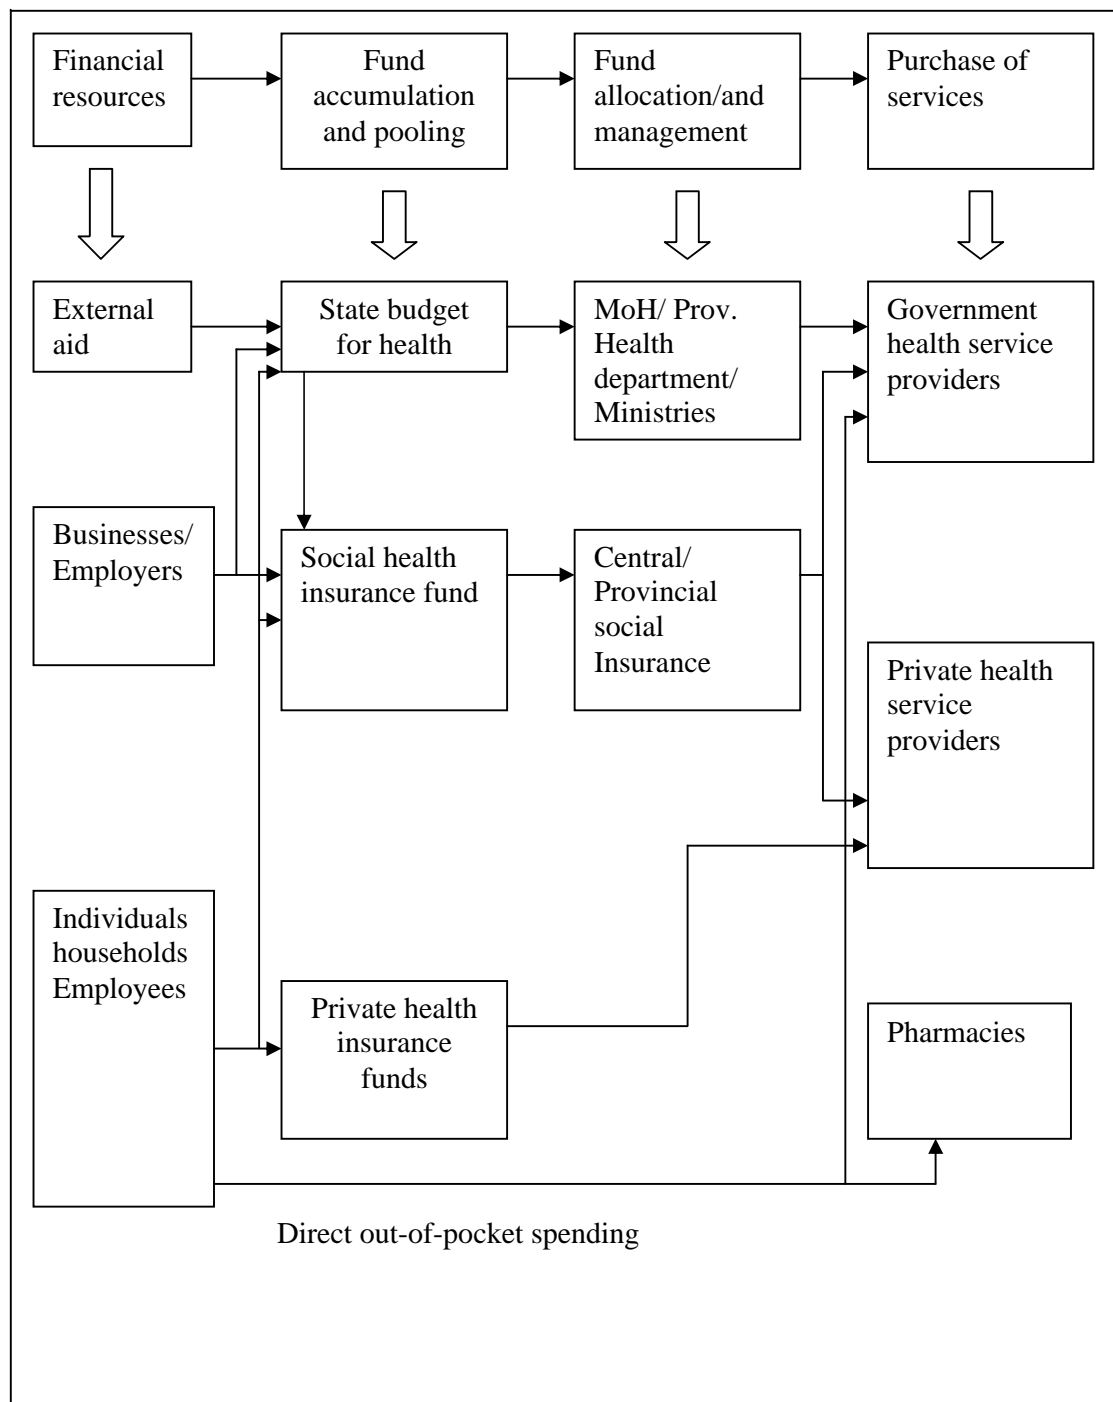 Financial
resources
Fund
accumulation
and pooling
Fund
allocation/and
management
Purchase of
services
External
aid
State budget
for health
MoH/ Prov.
Health
department/
Ministries
Government
health service
providers
Businesses/
Employers
Social health
insurance fund
Central/
Provincial
social
Insurance
Private health
service
providers
Individuals
households
Employees
Private health
insurance
funds
Pharmacies
Direct out-of-pocket spending